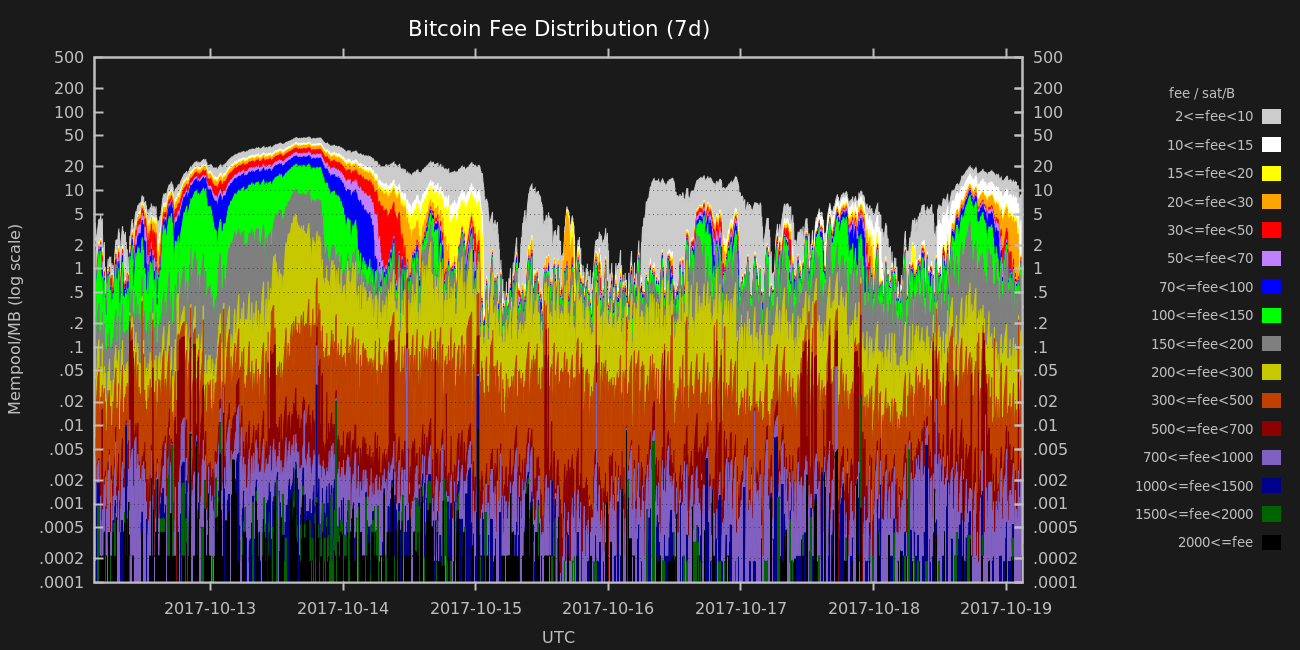 Bitcoin Fee Distribution (7d)
500
200
100
50
20
10
5
2
1
.5
.2
.1
.05
.02
.01
.005
.002
.001
.0005
.0002
.0001
Mempool/MB (log scale)
500
200
100
50
20
10
5
2
1
.5
.2
.1
.05
.02
.01
.005
.002
.001
.0005
.0002
.0001
2017-10-13 2017-10-14 2017-10-15 2017-10-16 2017-10-17 2017-10-18 2017-10-19
UTC
fee / sat/B
2<=fee<10
10<=fee<15
15<=fee<20
20<=fee<30
30<=fee<50
50<=fee<70
70<=fee<100
100<=fee<150
150<=fee<200
200<=fee<300
300<=fee<500
500<=fee<700
700<=fee<1000
1000<=fee<1500
1500<=fee<2000
2000<=fee